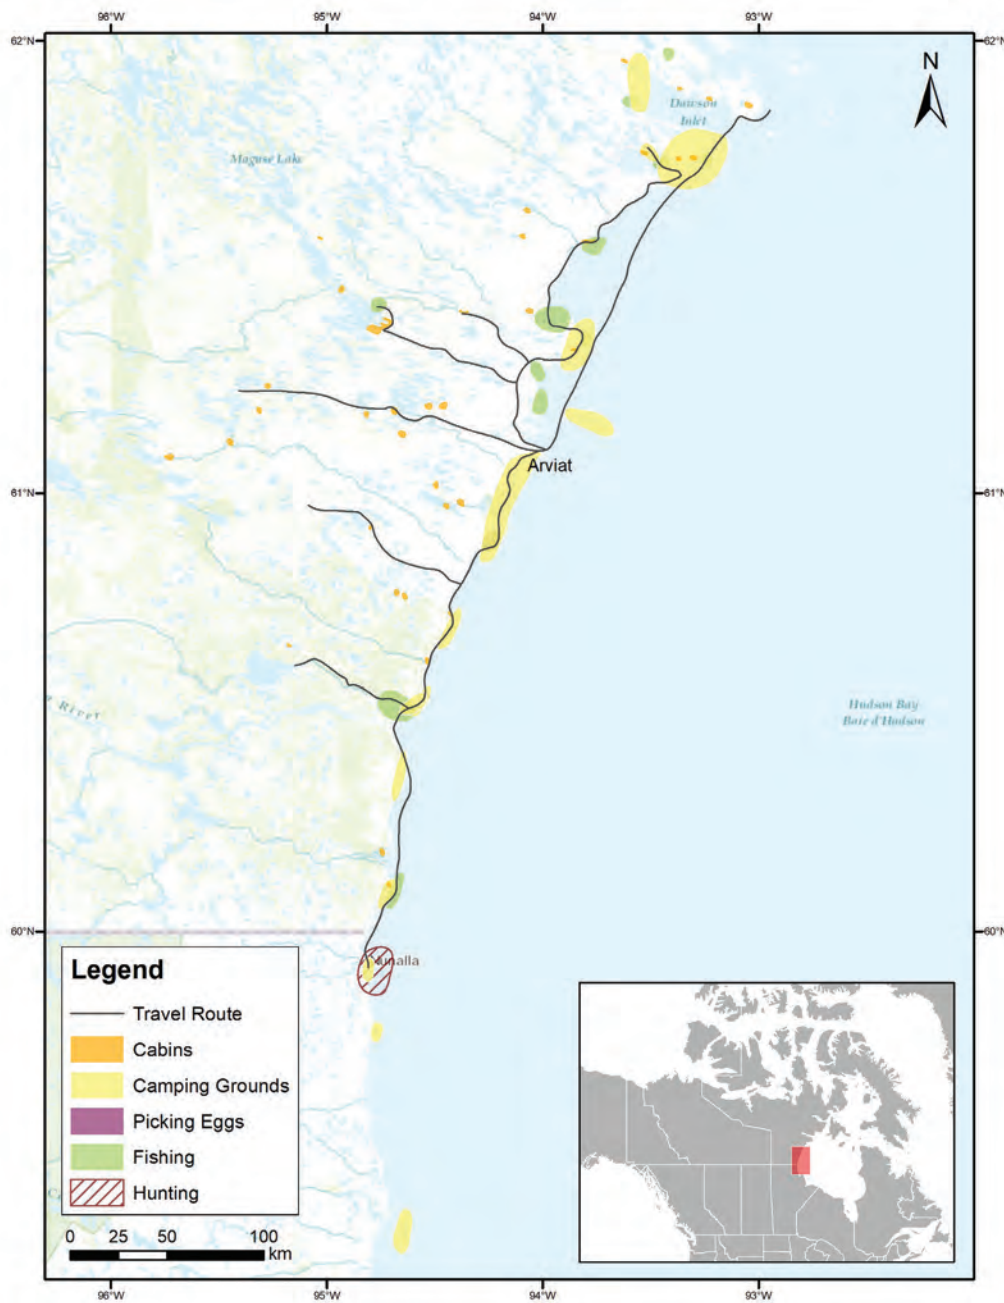 96°W 95°W 94°W 93°W
62°N 62°N
N
Dawson
Inlet
Maguse Lake
Arviat
61°N 61°N
Hudson Bay
Baie d'Hudson
River
60°N 60°N
Nunalla
Legend
Travel Route
Cabins
Camping Grounds
Picking Eggs
Fishing
Hunting
0 25 50 100
km
96°W 95°W 94°W 93°W